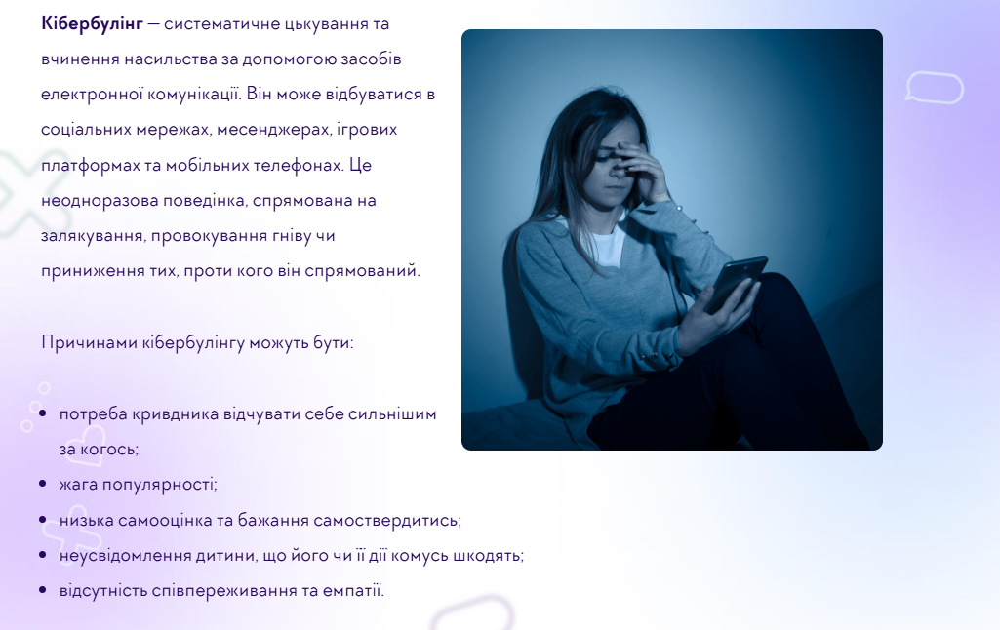 Кібербулінг — систематичне цькування та
вчинення насильства за допомогою засобів
електронної комунікації. Він може відбуватися в
соціальних мережах, месенджерах, ігрових
платформах та мобільних телефонах. Це
неодноразова поведінка, спрямована на
залякування, провокування гніву чи
приниження тих, проти кого він спрямований.
Причинами кібербулінгу можуть бути:
• потреба кривдника відчувати себе сильнішим
за когось;
• жага популярності;
• низька самооцінка та бажання самоствердитись;
• неусвідомлення дитини, що його чи її дії комусь шкодять;
• відсутність співпереживання та емпатії.